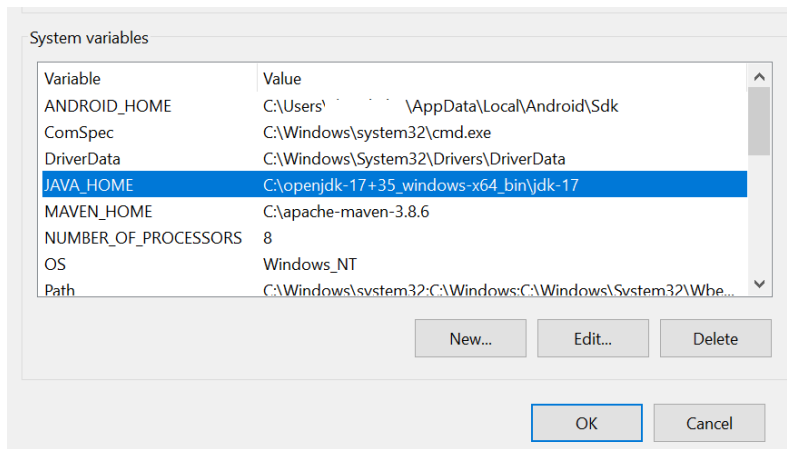 System variables
Variable Value
ANDROID_HOME C:\Users\ \AppData\Local\Android\Sdk
ComSpec C:\Windows\system32\cmd.exe
DriverData C:\Windows\System32\Drivers\DriverData
JAVA_HOME C:\openjdk-17+35_windows-x64_bin\jdk-17
MAVEN_HOME C:\apache-maven-3.8.6
NUMBER_OF_PROCESSORS 8
OS Windows_NT
Path C:\Windows\system32;C:\Windows;C:\Windows\System32\Wbe...
New... Edit... Delete
OK Cancel